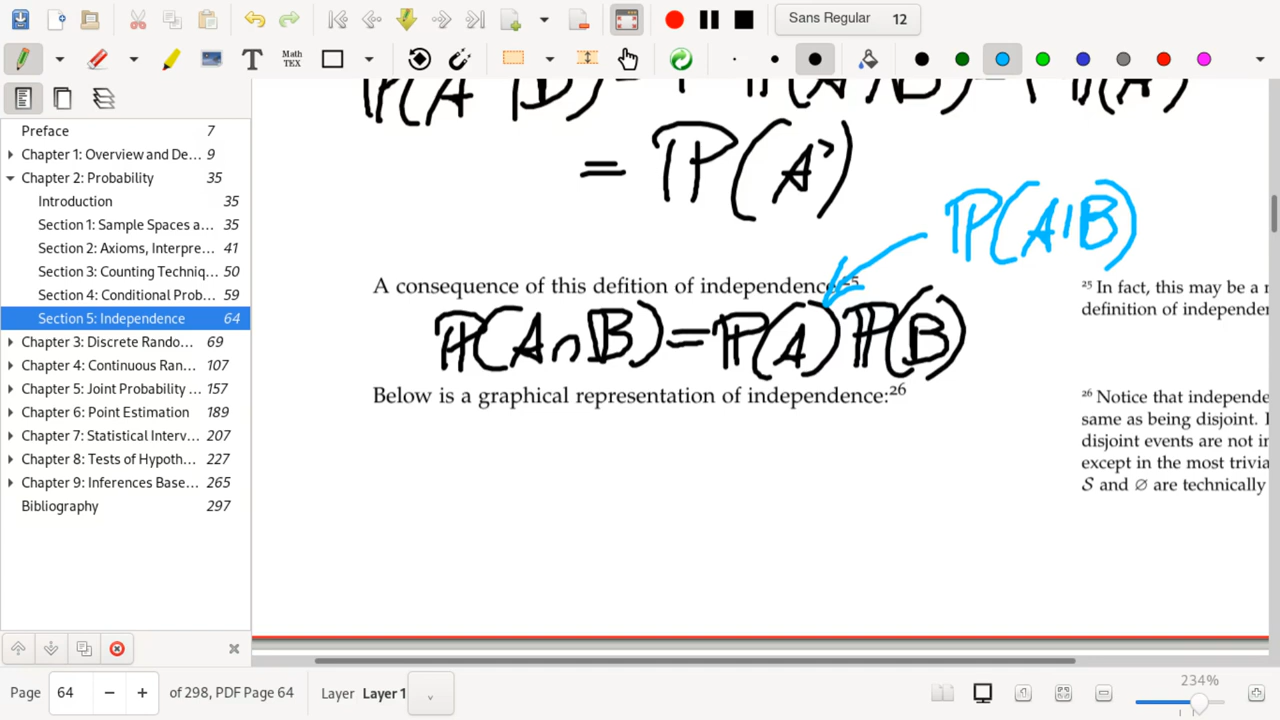 Sans Regular 12
T Math TEX
Preface 7
Chapter 1: Overview and De... 9
Chapter 2: Probability 35
Introduction 35
Section 1: Sample Spaces a... 35
Section 2: Axioms, Interpre... 41
Section 3: Counting Techniq... 50
Section 4: Conditional Prob... 59
Section 5: Independence 64
Chapter 3: Discrete Rando... 69
Chapter 4: Continuous Ran... 107
Chapter 5: Joint Probability ... 157
Chapter 6: Point Estimation 189
Chapter 7: Statistical Interv... 207
Chapter 8: Tests of Hypoth... 227
Chapter 9: Inferences Base... 265
Bibliography 297
= ℙ(A')
ℙ(A|B)
A consequence of this defition of independence 25
ℙ(A∩B)=ℙ(A)ℙ(B)
Below is a graphical representation of independence:26
25 In fact, this may be a
definition of independen
26 Notice that independe
same as being disjoint.
disjoint events are not in
except in the most trivia
S and ∅ are technically
Page 64 of 298, PDF Page 64 Layer Layer 1
234%